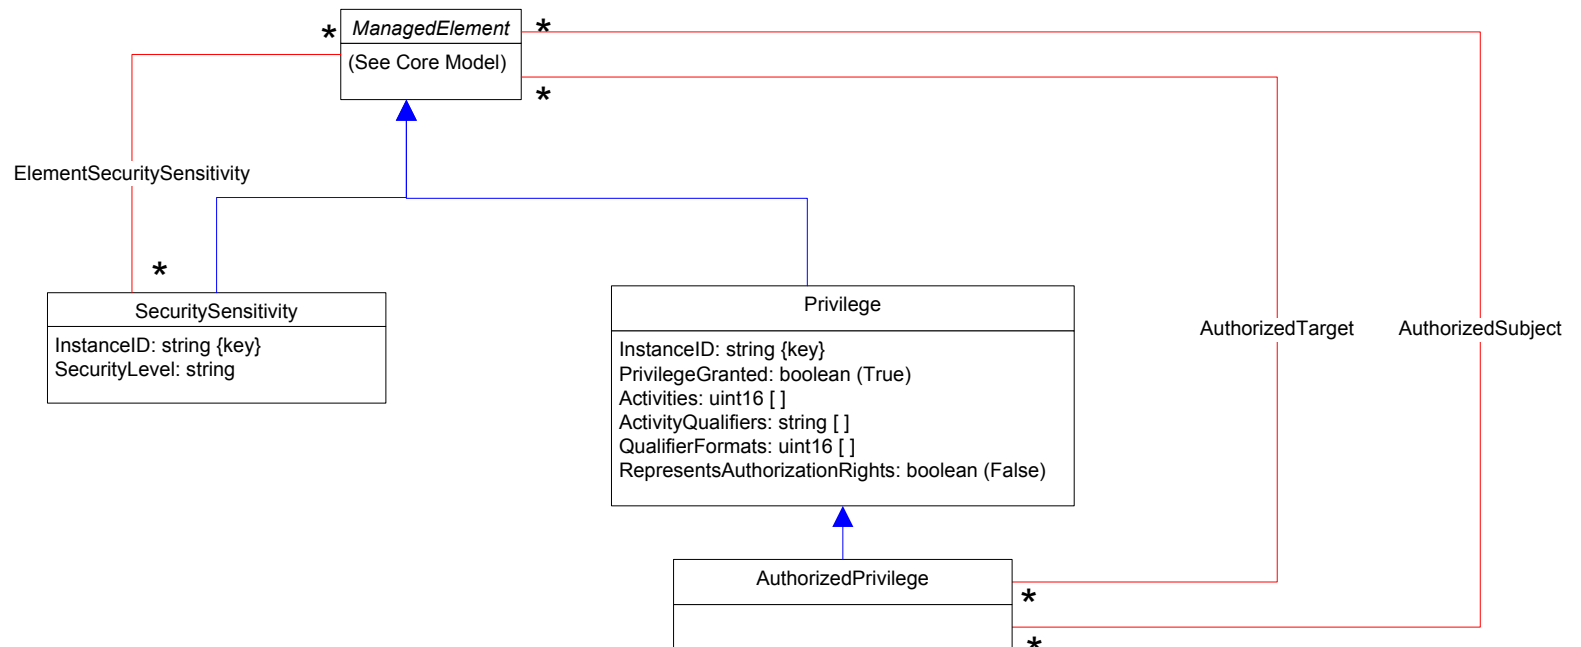 * ManagedElement *
(See Core Model)
*
ElementSecuritySensitivity
*
SecuritySensitivity
InstanceID: string {key}
SecurityLevel: string
Privilege
InstanceID: string {key}
PrivilegeGranted: boolean (True)
Activities: uint16 [ ]
ActivityQualifiers: string [ ]
QualifierFormats: uint16 [ ]
RepresentsAuthorizationRights: boolean (False)
AuthorizedTarget
AuthorizedSubject
AuthorizedPrivilege
*
*